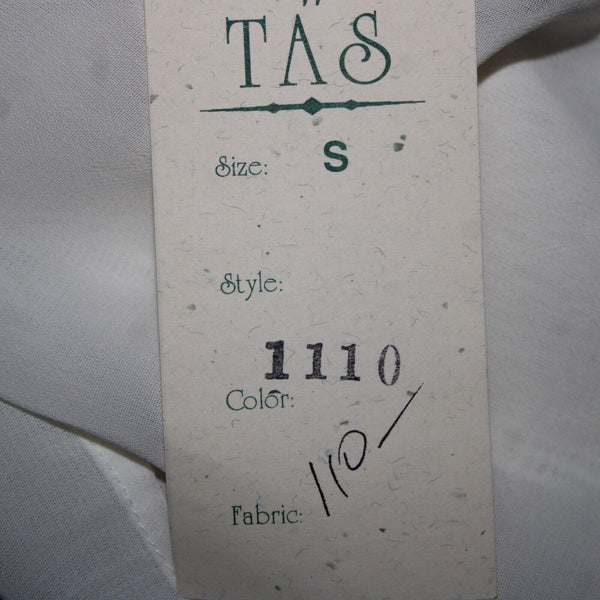 TAS
Size: S
Style:
1110
Color:
110—
Fabric: